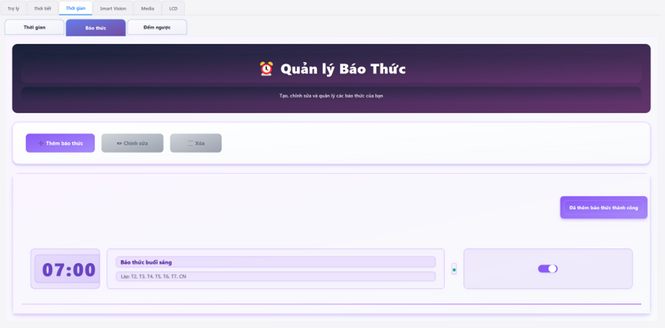 Trợ lý Thời tiết Thời gian Smart Vision Media LCD
Thời gian Báo thức Đếm ngược
⏰ Quản lý Báo Thức
Tạo, chỉnh sửa và quản lý các báo thức của bạn
Thêm báo thức Chỉnh sửa Xóa
Đã thêm báo thức thành công
07:00
Báo thức buổi sáng
Lặp: T2, T3, T4, T5, T6, T7, CN